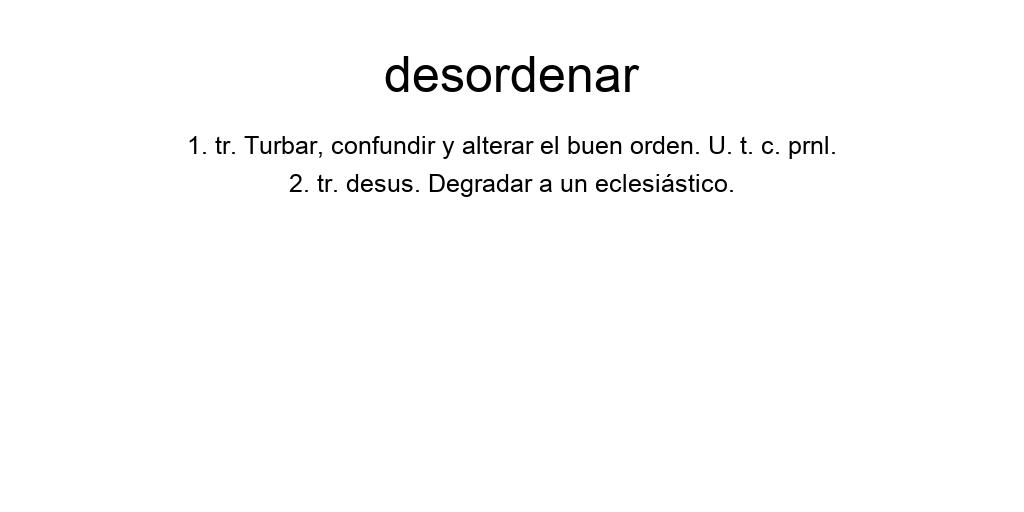 desordenar
1. tr. Turbar, confundir y alterar el buen orden. U. t. c. prnl.
2. tr. desus. Degradar a un eclesiástico.